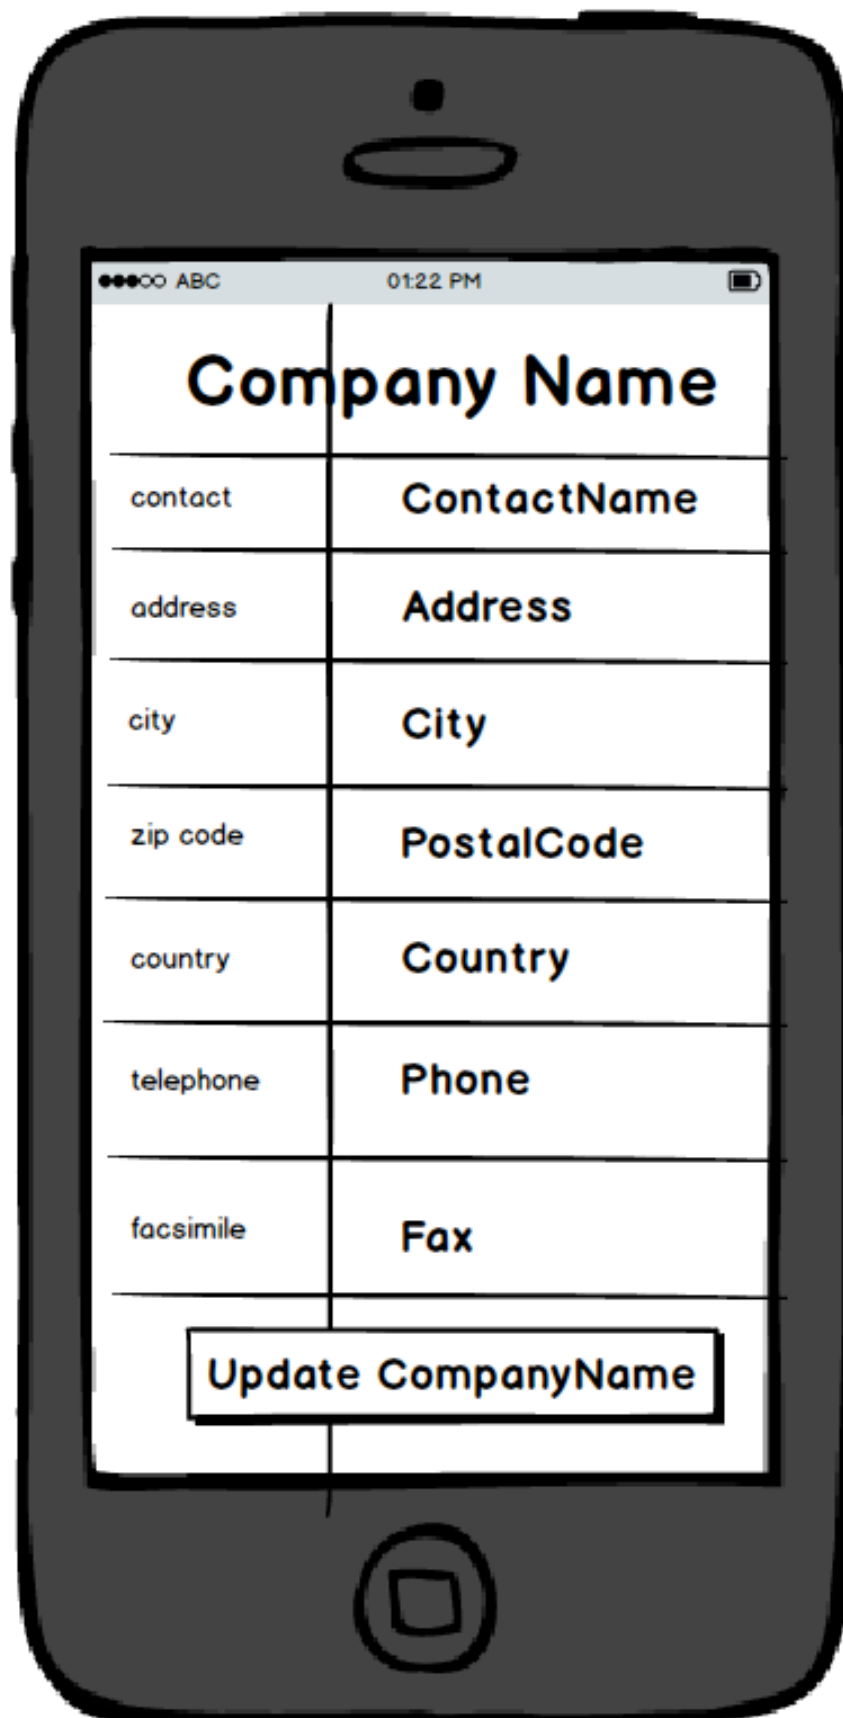 ABC 01:22 PM
Company Name
contact ContactName
address Address
city City
zip code PostalCode
country Country
telephone Phone
facsimile Fax
Update CompanyName